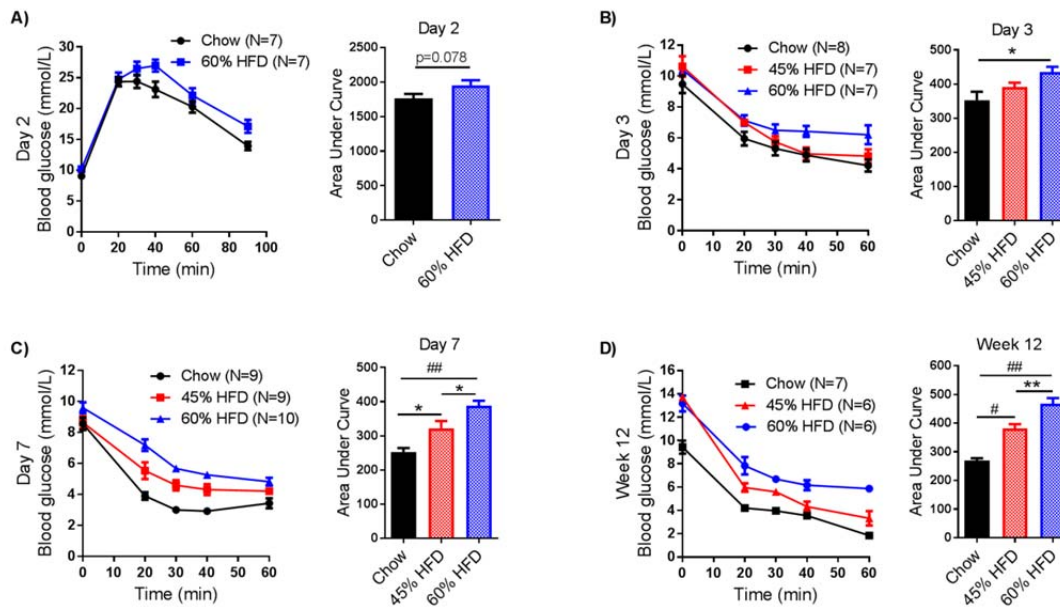 A)
Day 2
Blood glucose (mmol/L)
30
25
20
15
10
5
0
0 20 40 60 80 100
Time (min)
Chow (N=7)
60% HFD (N=7)
Day 2
p=0.078
Area Under Curve
2500
2000
1500
1000
500
0
Chow
60% HFD
B)
Day 3
Blood glucose (mmol/L)
12
10
8
6
4
2
0
0 10 20 30 40 50 60
Time (min)
Chow (N=8)
45% HFD (N=7)
60% HFD (N=7)
Day 3
*
Area Under Curve
500
400
300
200
100
0
Chow
45% HFD
60% HFD
C)
Day 7
Blood glucose (mmol/L)
12
10
8
6
4
2
0
0 10 20 30 40 50 60
Time (min)
Chow (N=9)
45% HFD (N=9)
60% HFD (N=10)
Day 7
##
*
*
Area Under Curve
500
400
300
200
100
0
Chow
45% HFD
60% HFD
D)
Week 12
Blood glucose (mmol/L)
16
14
12
10
8
6
4
2
0
0 10 20 30 40 50 60
Time (min)
Chow (N=7)
45% HFD (N=6)
60% HFD (N=6)
Week 12
##
**
#
Area Under Curve
600
500
400
300
200
100
0
Chow
45% HFD
60% HFD